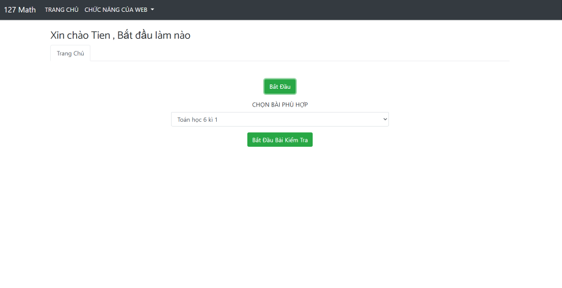 127 Math TRANG CHỦ CHỨC NĂNG CỦA WEB
Xin chào Tien , Bắt đầu làm nào
Trang Chủ
Bắt Đầu
CHỌN BÀI PHÙ HỢP
Toán học 6 kì 1
Bắt Đầu Bài Kiểm Tra